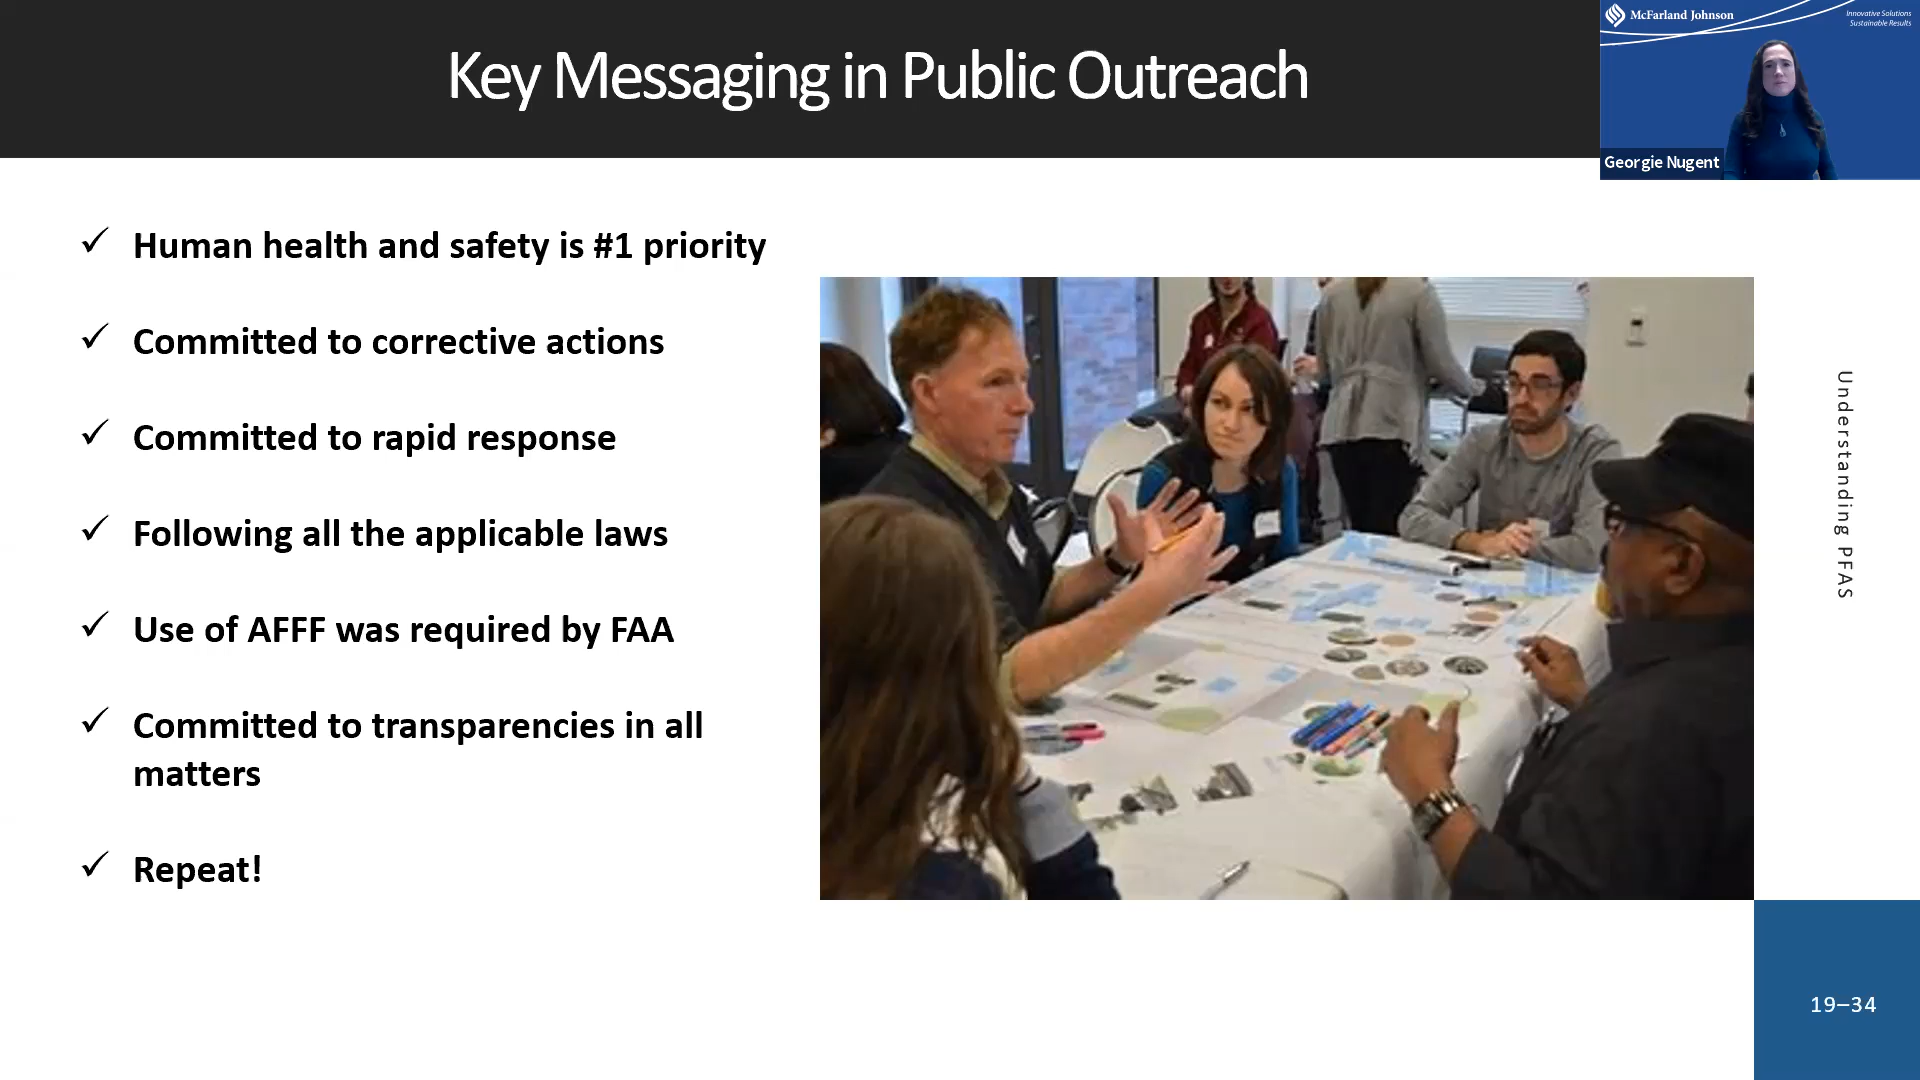 Key Messaging in Public Outreach
McFarland Johnson
Innovative Solutions
Sustainable Results
Georgie Nugent
Human health and safety is #1 priority
Committed to corrective actions
Committed to rapid response
Following all the applicable laws
Use of AFFF was required by FAA
Committed to transparencies in all
matters
Repeat!
Understanding PFAS
19–34